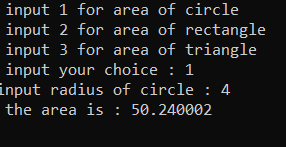 input 1 for area of circle
input 2 for area of rectangle
input 3 for area of triangle
input your choice : 1
input radius of circle : 4
the area is : 50.240002